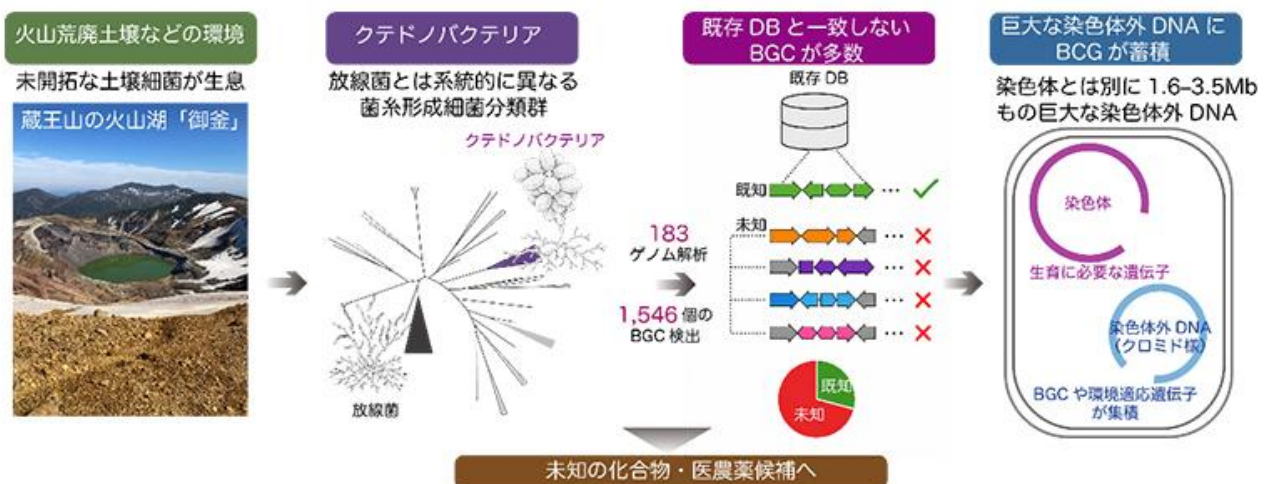 火山荒廃土壌などの環境
未開拓な土壌細菌が生息
蔵王山の火山湖「御釜」
クテドノバクテリア
放線菌とは系統的に異なる
菌糸形成細菌分類群
クテドノバクテリア
放線菌
183
ゲノム解析
1,546 個の
BGC 検出
既存 DB と一致しない
BGC が多数
既存 DB
既知
...
未知
...
...
...
...
既知
未知
巨大な染色体外 DNA に
BCG が蓄積
染色体とは別に 1.6–3.5Mb
もの巨大な染色体外 DNA
染色体
生育に必要な遺伝子
染色体外 DNA
(クロミド様)
BGC や環境適応遺伝子
が集積
未知の化合物・医農薬候補へ